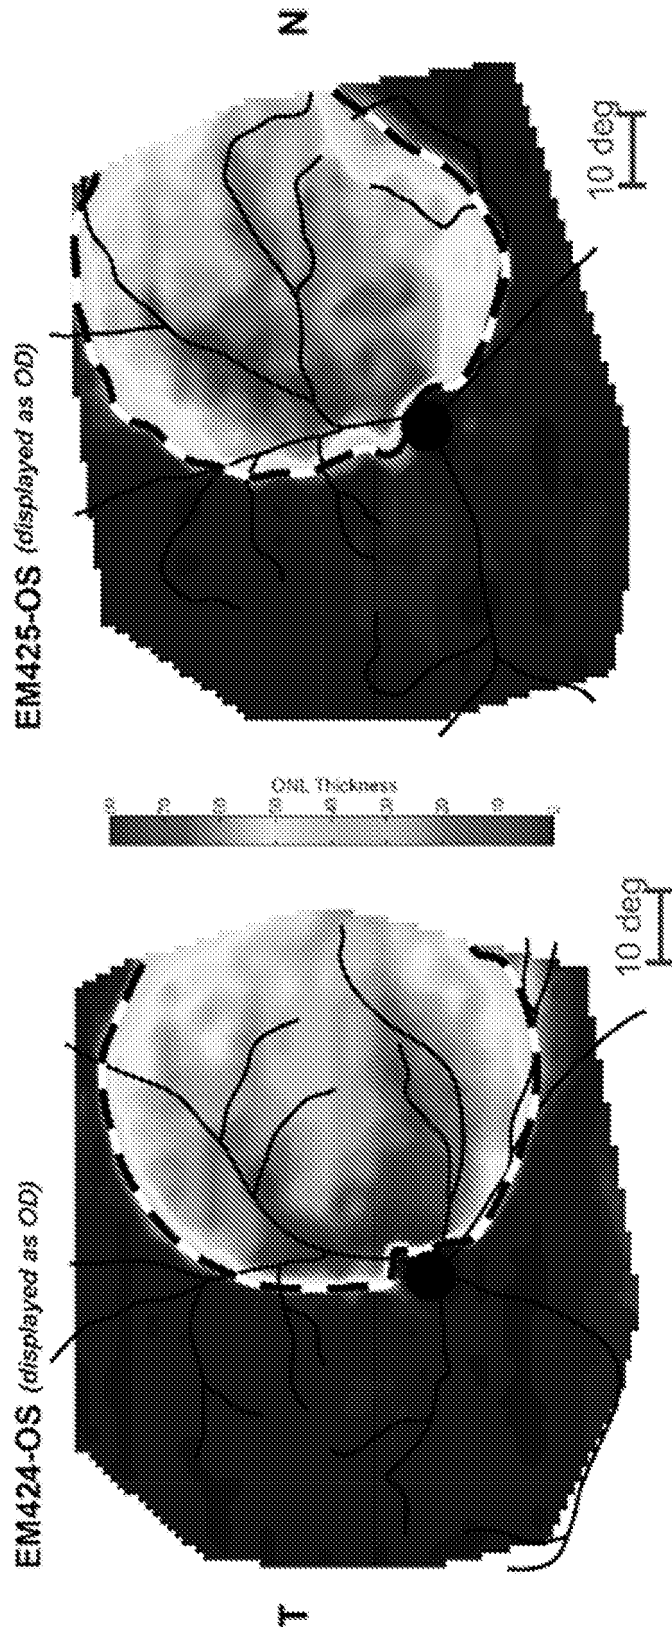 EM424-OS (displayed as OD)
EM425-OS (displayed as OD)
T
N
ONL Thickness
10 deg
10 deg